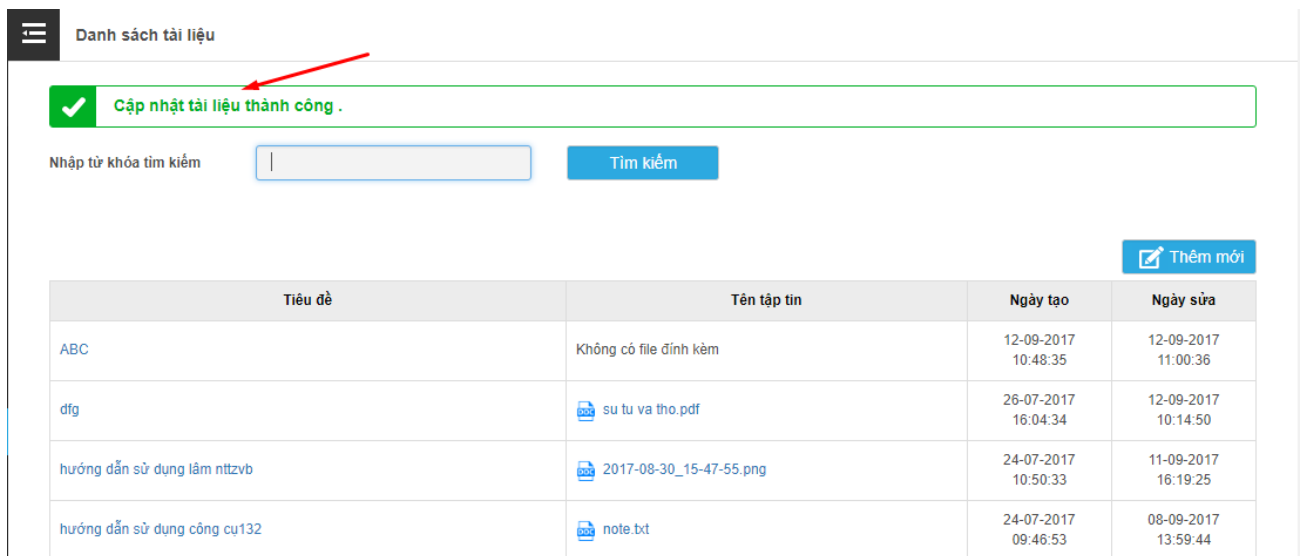 Danh sách tài liệu
Cập nhật tài liệu thành công .
Nhập từ khóa tìm kiếm
Tìm kiếm
Thêm mới
Tiêu đề Tên tập tin Ngày tạo Ngày sửa
ABC Không có file đính kèm 12-09-2017 12-09-2017
10:48:35 11:00:36
dfg DOC su tu va tho.pdf 26-07-2017 12-09-2017
16:04:34 10:14:50
hướng dẫn sử dụng lâm nttzvb DOC 2017-08-30_15-47-55.png 24-07-2017 11-09-2017
10:50:33 16:19:25
hướng dẫn sử dụng công cụ132 DOC note.txt 24-07-2017 08-09-2017
09:46:53 13:59:44